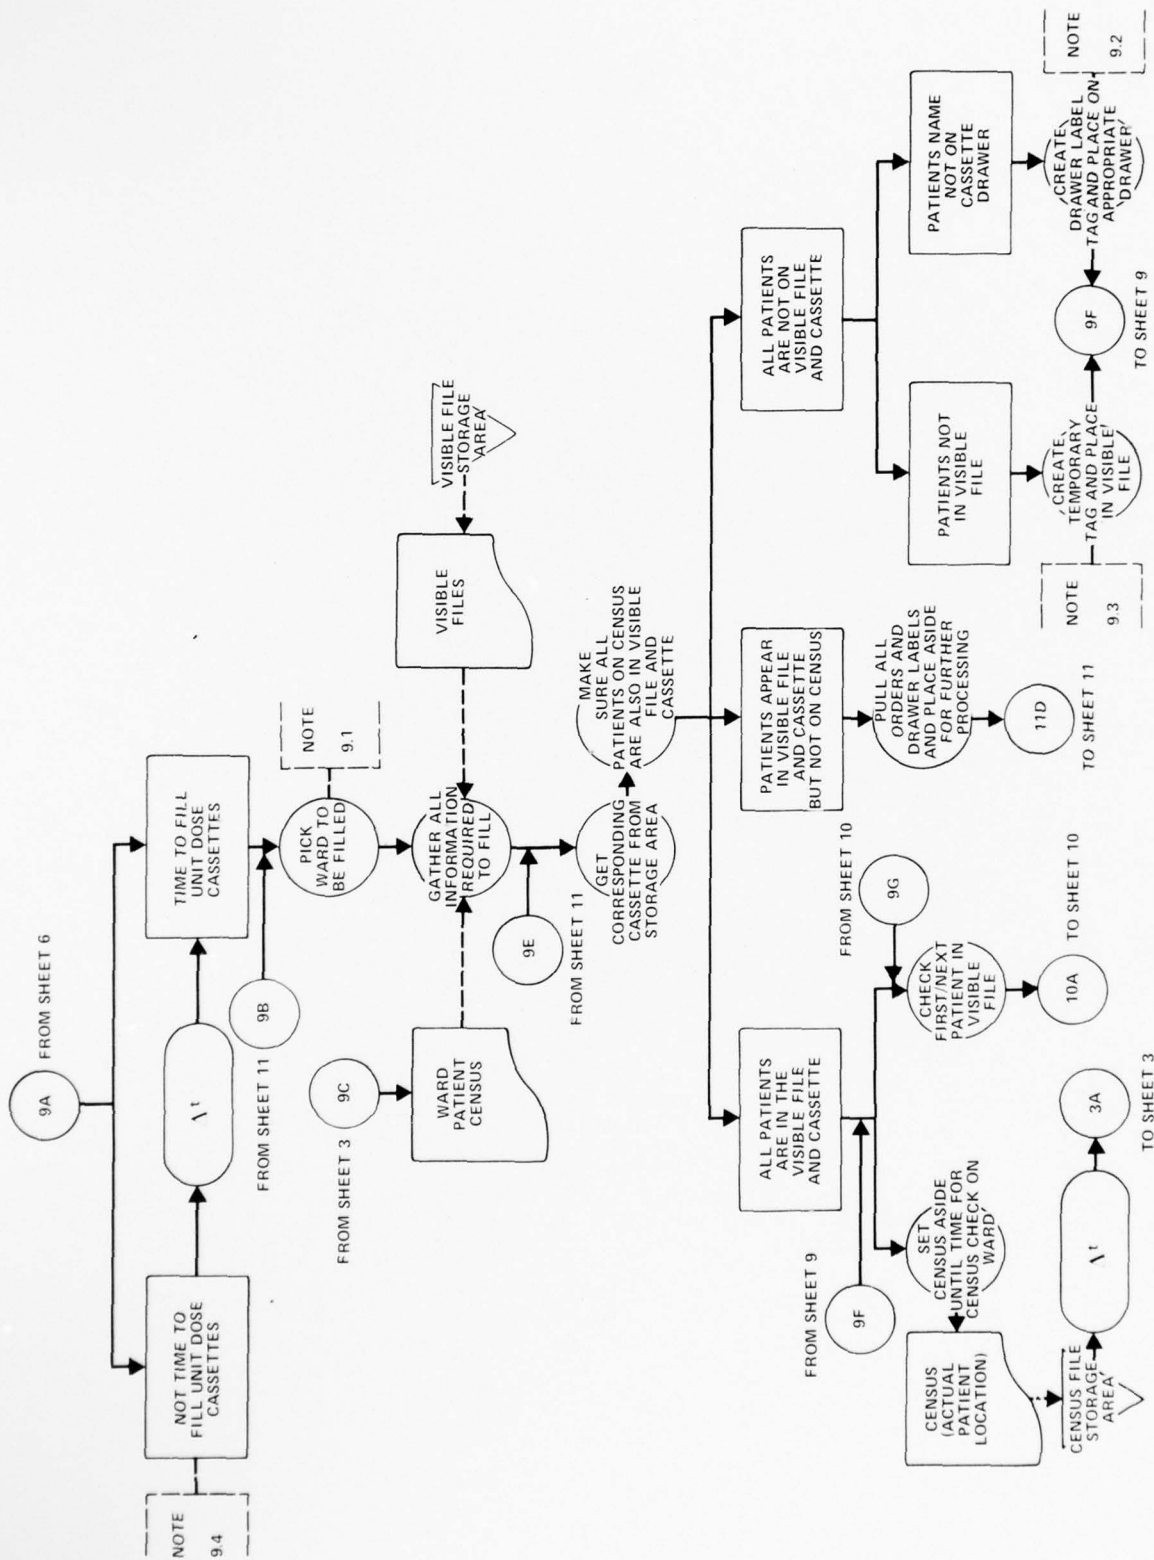 9A
FROM SHEET 6
NOTE
9.4
NOT TIME TO
FILL UNIT DOSE
CASSETTES
Λt
TIME TO FILL
UNIT DOSE
CASSETTES
9B
FROM SHEET 11
PICK
WARD TO
BE FILLED
NOTE
9.1
FROM SHEET 3
9C
WARD
PATIENT
CENSUS
GATHER ALL
INFORMATION
REQUIRED
TO FILL
VISIBLE
FILES
VISIBLE FILE
STORAGE
AREA
9E
FROM SHEET 11
GET
CORRESPONDING
CASSETTE FROM
STORAGE AREA
MAKE
SURE ALL
PATIENTS ON CENSUS
ARE ALSO IN VISIBLE
FILE AND
CASSETTE
ALL PATIENTS
ARE IN THE
VISIBLE FILE
AND CASSETTE
PATIENTS APPEAR
IN VISIBLE FILE
AND CASSETTE
BUT NOT ON CENSUS
ALL PATIENTS
ARE NOT ON
VISIBLE FILE
AND CASSETTE
FROM SHEET 9
9F
FROM SHEET 10
9G
SET
CENSUS ASIDE
UNTIL TIME FOR
CENSUS CHECK ON
WARD
CHECK
FIRST/NEXT
PATIENT IN
VISIBLE
FILE
PULL ALL
ORDERS AND
DRAWER LABELS
AND PLACE ASIDE
FOR FURTHER
PROCESSING
PATIENTS NOT
IN VISIBLE
FILE
PATIENTS NAME
NOT ON
CASSETTE
DRAWER
CENSUS
(ACTUAL
PATIENT
LOCATION)
10A
TO SHEET 10
11D
TO SHEET 11
NOTE
9.3
CREATE
TEMPORARY
TAG AND PLACE
IN VISIBLE
FILE
9F
TO SHEET 9
CREATE
DRAWER LABEL
TAG AND PLACE ON
APPROPRIATE
DRAWER
NOTE
9.2
CENSUS FILE
STORAGE
AREA
Λt
3A
TO SHEET 3